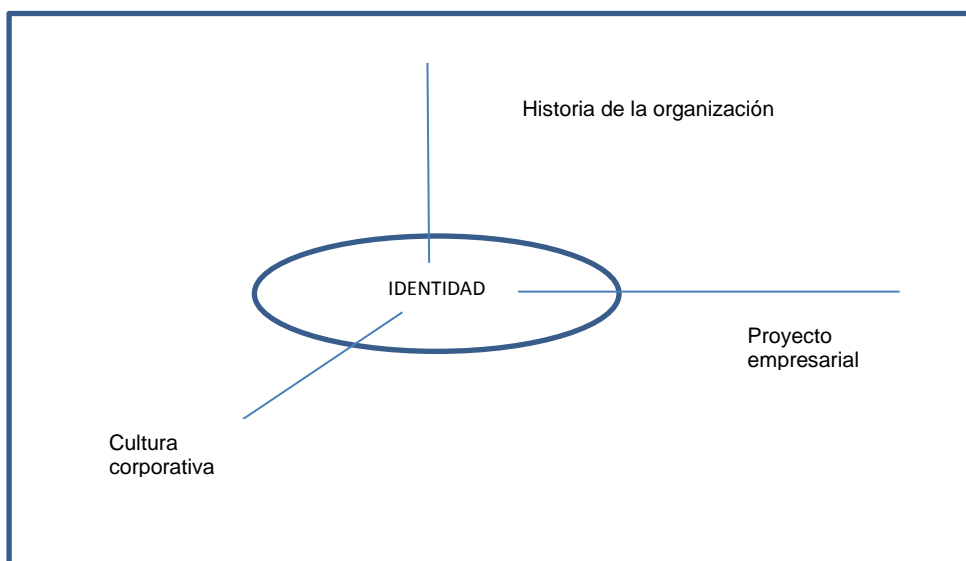 Historia de la organización
IDENTIDAD
Proyecto
empresarial
Cultura
corporativa